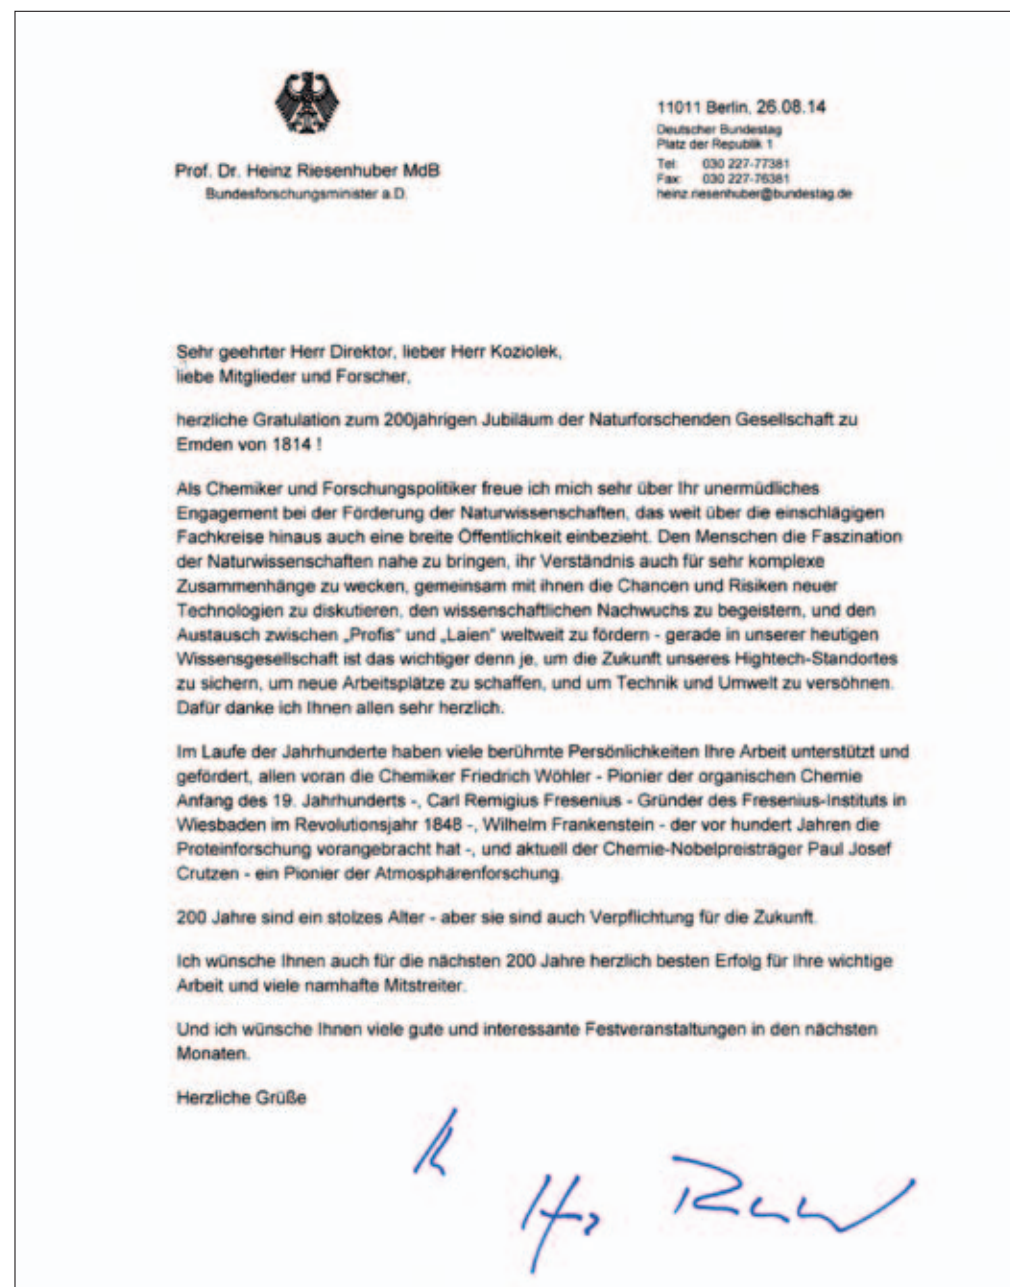 Prof. Dr. Heinz Riesenhuber MdB
Bundesforschungsminister a.D.
11011 Berlin, 26.08.14
Deutscher Bundestag
Platz der Republik 1
Tel: 030 227-77381
Fax: 030 227-76381
heinz.riesenhuber@bundestag.de
Sehr geehrter Herr Direktor, lieber Herr Koziolek,
liebe Mitglieder und Forscher,
herzliche Gratulation zum 200jährigen Jubiläum der Naturforschenden Gesellschaft zu
Emden von 1814 !
Als Chemiker und Forschungspolitiker freue ich mich sehr über Ihr unermüdliches
Engagement bei der Förderung der Naturwissenschaften, das weit über die einschlägigen
Fachkreise hinaus auch eine breite Öffentlichkeit einbezieht. Den Menschen die Faszination
der Naturwissenschaften nahe zu bringen, ihr Verständnis auch für sehr komplexe
Zusammenhänge zu wecken, gemeinsam mit ihnen die Chancen und Risiken neuer
Technologien zu diskutieren, den wissenschaftlichen Nachwuchs zu begeistern, und den
Austausch zwischen „Profis“ und „Laien“ weltweit zu fördern - gerade in unserer heutigen
Wissensgesellschaft ist das wichtiger denn je, um die Zukunft unseres Hightech-Standortes
zu sichern, um neue Arbeitsplätze zu schaffen, und um Technik und Umwelt zu versöhnen.
Dafür danke ich Ihnen allen sehr herzlich.
Im Laufe der Jahrhunderte haben viele berühmte Persönlichkeiten Ihre Arbeit unterstützt und
gefördert, allen voran die Chemiker Friedrich Wöhler - Pionier der organischen Chemie
Anfang des 19. Jahrhunderts -, Carl Remigius Fresenius - Gründer des Fresenius-Instituts in
Wiesbaden im Revolutionsjahr 1848 -, Wilhelm Frankenstein - der vor hundert Jahren die
Proteinforschung vorangebracht hat -, und aktuell der Chemie-Nobelpreisträger Paul Josef
Crutzen - ein Pionier der Atmosphärenforschung.
200 Jahre sind ein stolzes Alter - aber sie sind auch Verpflichtung für die Zukunft.
Ich wünsche Ihnen auch für die nächsten 200 Jahre herzlich besten Erfolg für Ihre wichtige
Arbeit und viele namhafte Mitstreiter.
Und ich wünsche Ihnen viele gute und interessante Festveranstaltungen in den nächsten
Monaten.
Herzliche Grüße